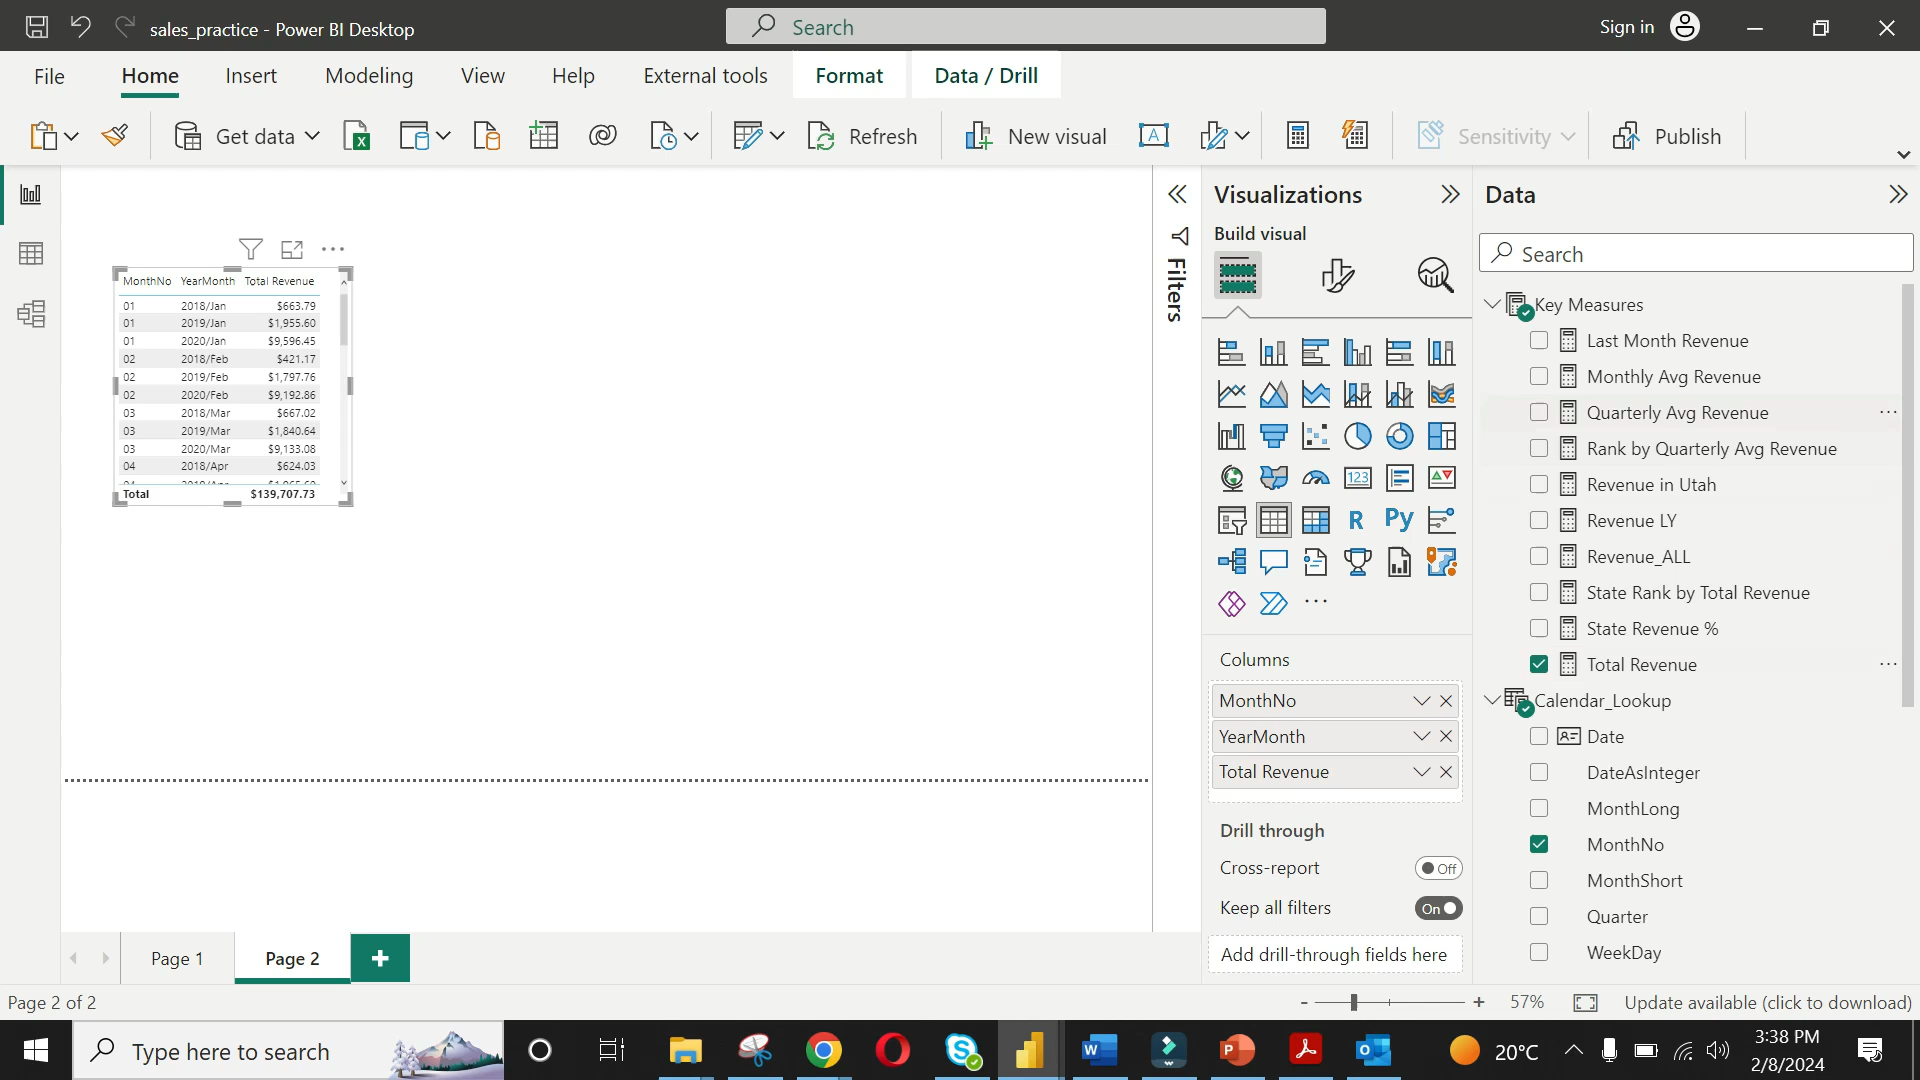 sales_practice - Power BI Desktop
Search
Sign in
File
Home
Insert
Modeling
View
Help
External tools
Format
Data / Drill
Get data
Refresh
New visual
Sensitivity
Publish
MonthNo YearMonth Total Revenue
01 2018/Jan $663.79
01 2019/Jan $1,955.60
01 2020/Jan $9,596.45
02 2018/Feb $421.17
02 2019/Feb $1,797.76
02 2020/Feb $9,192.86
03 2018/Mar $667.02
03 2019/Mar $1,840.64
03 2020/Mar $9,133.08
04 2018/Apr $624.03
Total $139,707.73
Filters
Visualizations
Build visual
123
R
Py
Columns
MonthNo
YearMonth
Total Revenue
Drill through
Cross-report
Off
Keep all filters
On
Add drill-through fields here
Data
Search
Key Measures
Last Month Revenue
Monthly Avg Revenue
Quarterly Avg Revenue
Rank by Quarterly Avg Revenue
Revenue in Utah
Revenue LY
Revenue_ALL
State Rank by Total Revenue
State Revenue %
Total Revenue
Calendar_Lookup
Date
DateAsInteger
MonthLong
MonthNo
MonthShort
Quarter
WeekDay
Page 1
Page 2
Page 2 of 2
57%
Update available (click to download)
Type here to search
20°C
3:38 PM
2/8/2024